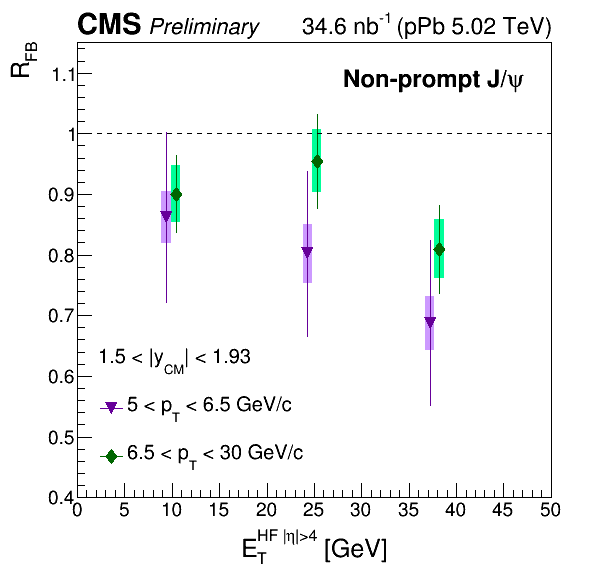 CMS Preliminary 34.6 nb⁻¹ (pPb 5.02 TeV)
R_FB
Non-prompt J/ψ
1.1
1
0.9
0.8
0.7
0.6
0.5
0.4
1.5 < |y_CM| < 1.93
5 < p_T < 6.5 GeV/c
6.5 < p_T < 30 GeV/c
0 5 10 15 20 25 30 35 40 45 50
E_T^HF |η|>4 [GeV]